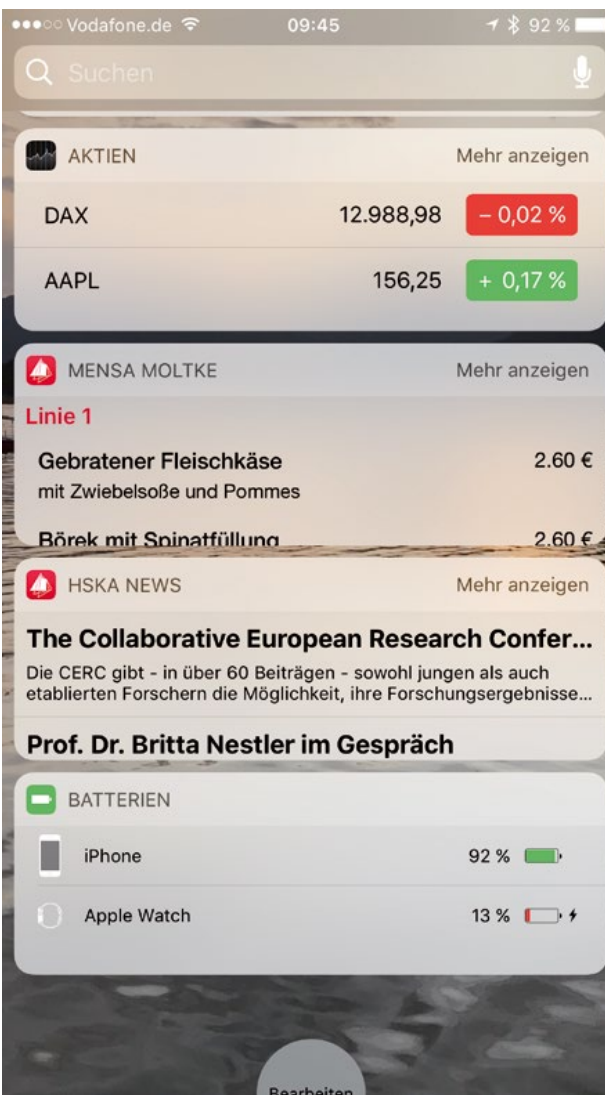 Vodafone.de 09:45 92 %
Suchen
AKTIEN Mehr anzeigen
DAX 12.988,98 – 0,02 %
AAPL 156,25 + 0,17 %
MENSA MOLTKE Mehr anzeigen
Linie 1
Gebratener Fleischkäse 2.60 €
mit Zwiebelsoße und Pommes
Börek mit Spinatfüllung 2.60 €
HSKA NEWS Mehr anzeigen
The Collaborative European Research Confer...
Die CERC gibt - in über 60 Beiträgen - sowohl jungen als auch
etablierten Forschern die Möglichkeit, ihre Forschungsergebnisse...
Prof. Dr. Britta Nestler im Gespräch
BATTERIEN
iPhone 92 %
Apple Watch 13 %
Bearbeiten